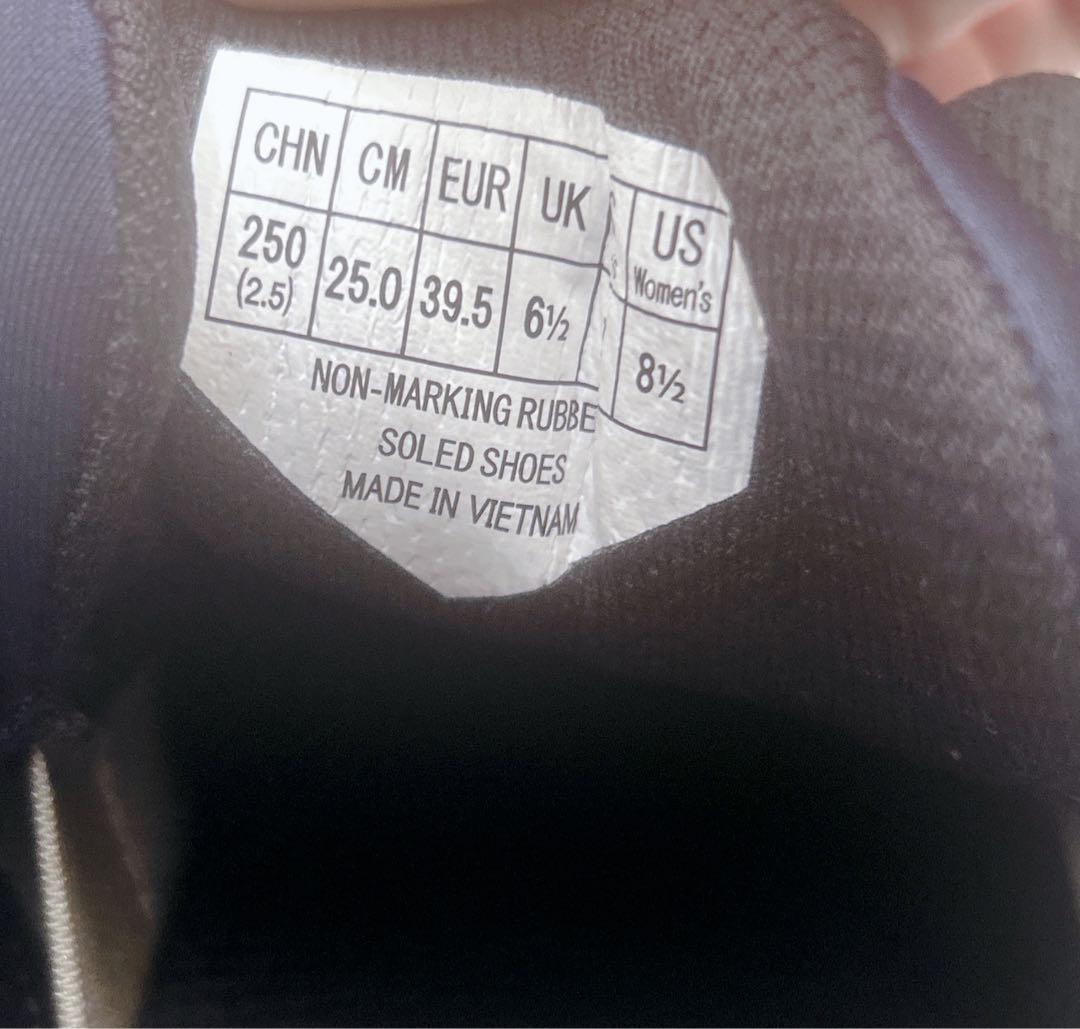 CHN CM EUR UK US
Women's
250 25.0 39.5 6½ 8½
(2.5)
NON-MARKING RUBBE
SOLED SHOES
MADE IN VIETNAM